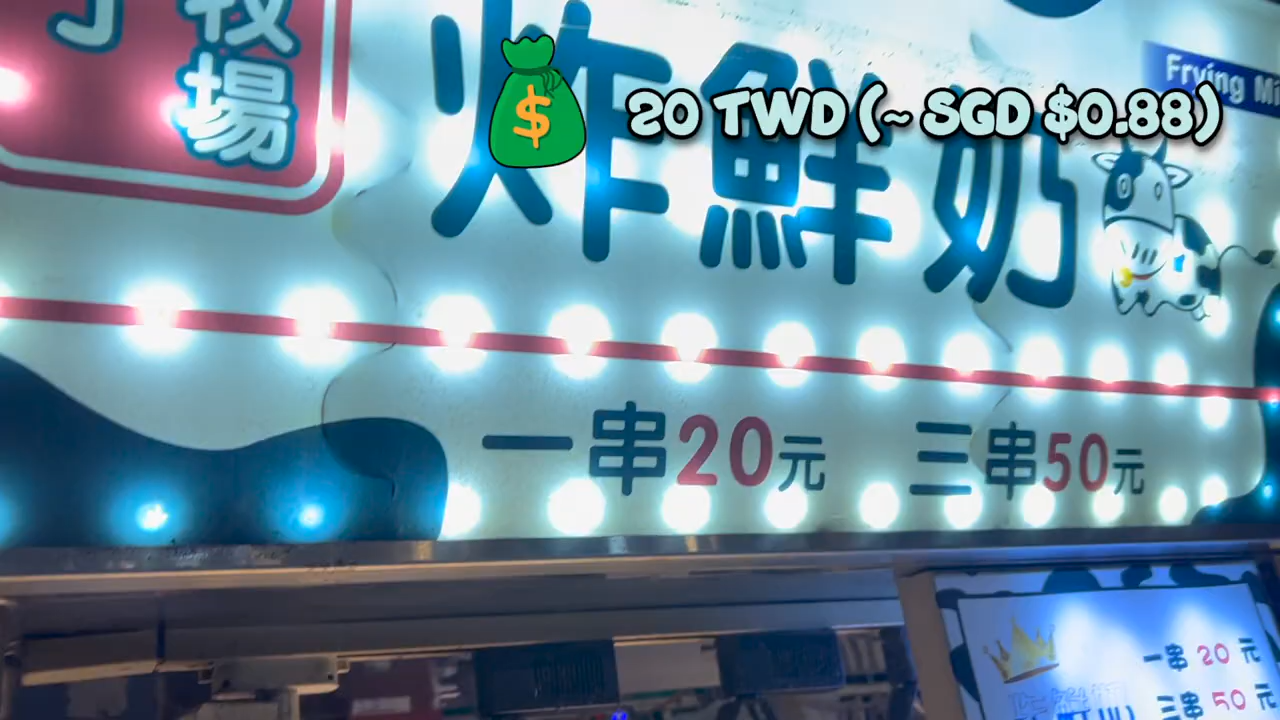 牧場
炸鮮奶
Frying Mi
20 TWD (~ SGD $0.88)
一串20元 三串50元
一串 20 元
三串 50 元